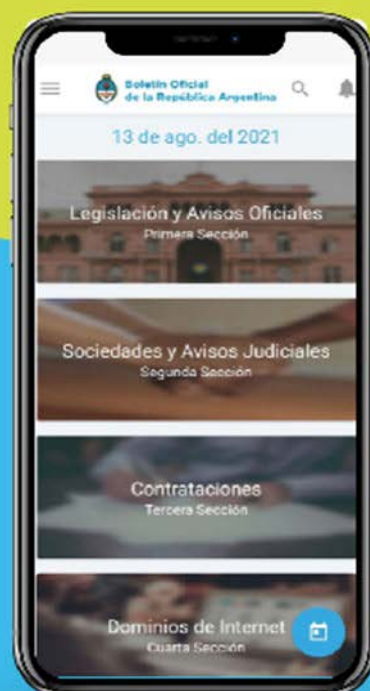 Boletín Oficial
de la República Argentina
13 de ago. del 2021
Legislación y Avisos Oficiales
Primera Sección
Sociedades y Avisos Judiciales
Segunda Sección
Contrataciones
Tercera Sección
Dominios de Internet
Cuarta Sección